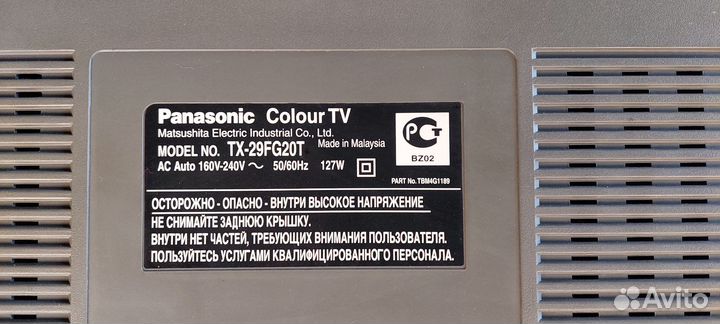 Panasonic Colour TV
Matsushita Electric Industrial Co., Ltd.
Made in Malaysia
MODEL NO. TX-29FG20T
AC Auto 160V-240V ~ 50/60Hz 127W
РСТ
BZ02
PART No. TBM4G1189
ОСТОРОЖНО - ОПАСНО - ВНУТРИ ВЫСОКОЕ НАПРЯЖЕНИЕ
НЕ СНИМАЙТЕ ЗАДНЮЮ КРЫШКУ.
ВНУТРИ НЕТ ЧАСТЕЙ, ТРЕБУЮЩИХ ВНИМАНИЯ ПОЛЬЗОВАТЕЛЯ.
ПОЛЬЗУЙТЕСЬ УСЛУГАМИ КВАЛИФИЦИРОВАННОГО ПЕРСОНАЛА.
Avito